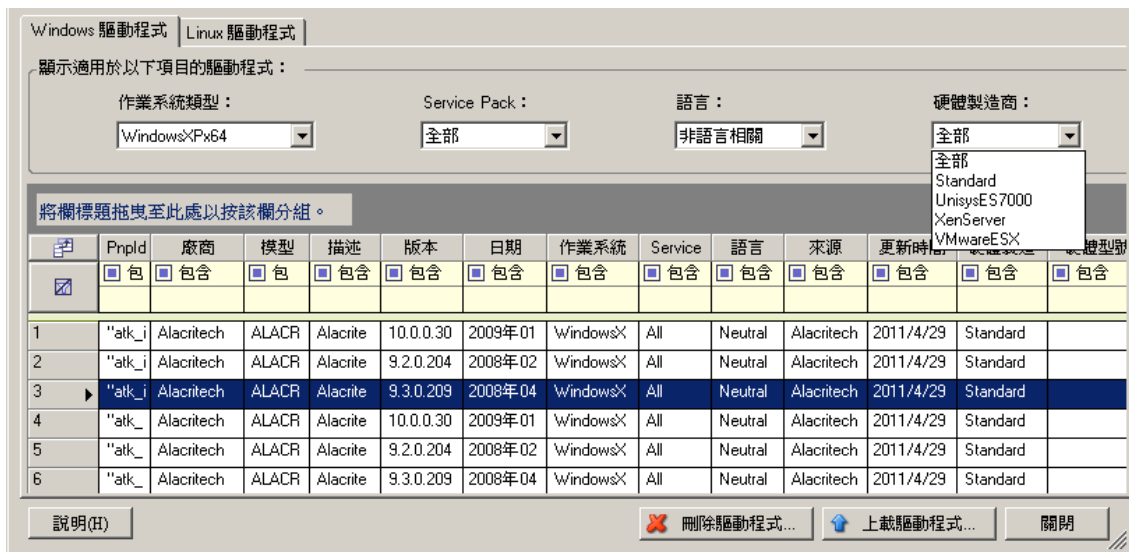 Windows 驅動程式 Linux 驅動程式
顯示適用於以下項目的驅動程式：
作業系統類型： Service Pack： 語言： 硬體製造商：
WindowsXPx64 全部 非語言相關 全部
全部
Standard
UnisysES7000
XenServer
VMwareESX
將欄標題拖曳至此處以按該欄分組。
PnpId 廠商 模型 描述 版本 日期 作業系統 Service 語言 來源 更新時間
包 包含 包 包含 包含 包含 包含 包含 包含 包含 包含 包含 包含
1 "atk_i Alacritech ALACR Alacrite 10.0.0.30 2009年01 WindowsX All Neutral Alacritech 2011/4/29 Standard
2 "atk_i Alacritech ALACR Alacrite 9.2.0.204 2008年02 WindowsX All Neutral Alacritech 2011/4/29 Standard
3 "atk_i Alacritech ALACR Alacrite 9.3.0.209 2008年04 WindowsX All Neutral Alacritech 2011/4/29 Standard
4 "atk_ Alacritech ALACR Alacrite 10.0.0.30 2009年01 WindowsX All Neutral Alacritech 2011/4/29 Standard
5 "atk_ Alacritech ALACR Alacrite 9.2.0.204 2008年02 WindowsX All Neutral Alacritech 2011/4/29 Standard
6 "atk_ Alacritech ALACR Alacrite 9.3.0.209 2008年04 WindowsX All Neutral Alacritech 2011/4/29 Standard
說明(H) 刪除驅動程式... 上載驅動程式... 關閉